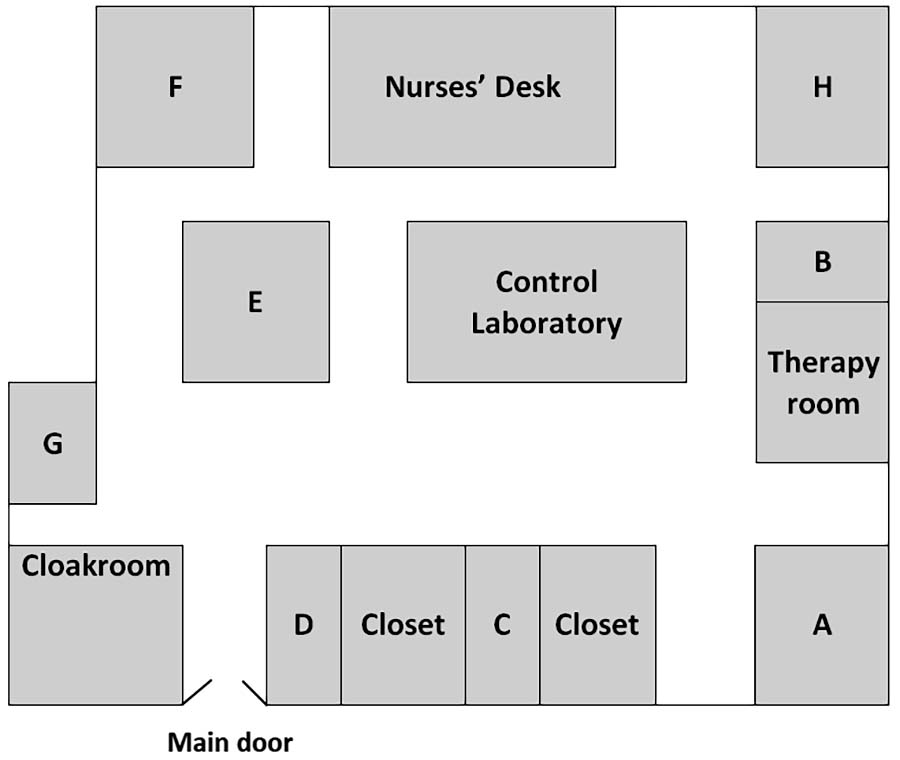 F
Nurses’ Desk
H
E
Control
Laboratory
B
Therapy
room
G
Cloakroom
D
Closet
C
Closet
A
Main door